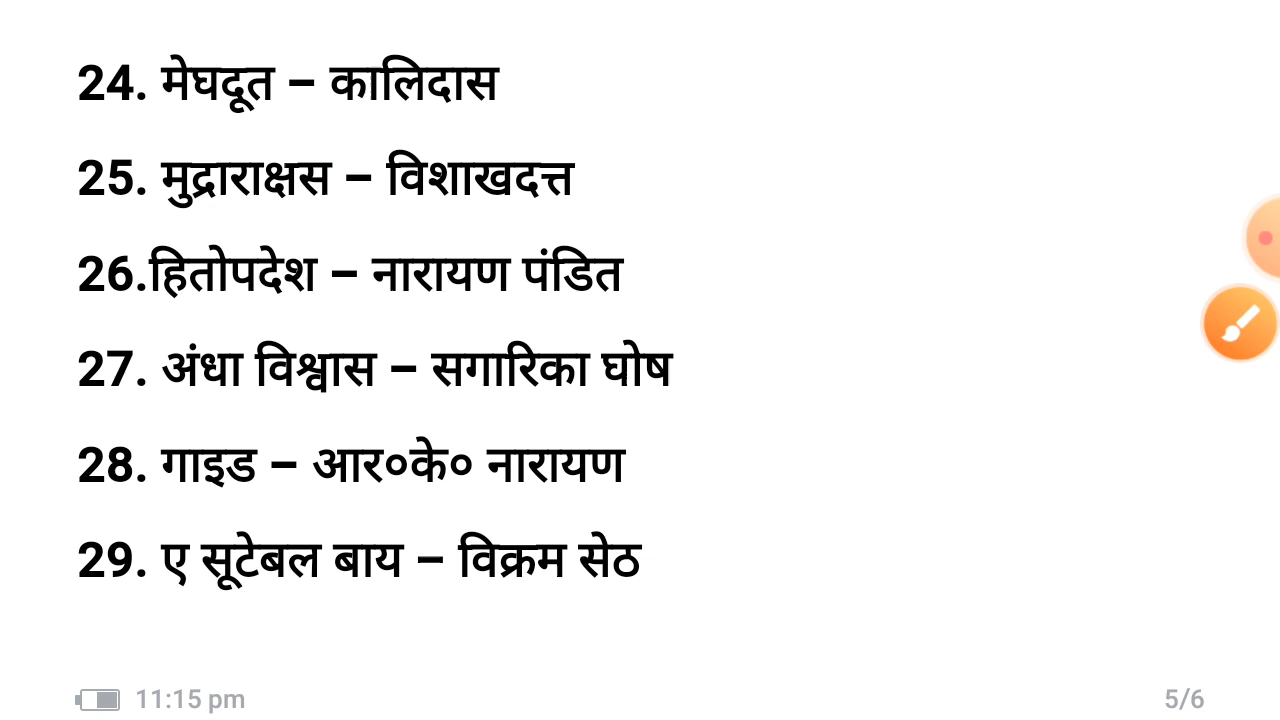 24. मेघदूत – कालिदास
25. मुद्राराक्षस – विशाखदत्त
26.हितोपदेश – नारायण पंडित
27. अंधा विश्वास – सगारिका घोष
28. गाइड – आर०के० नारायण
29. ए सूटेबल बाय – विक्रम सेठ
11:15 pm 5/6